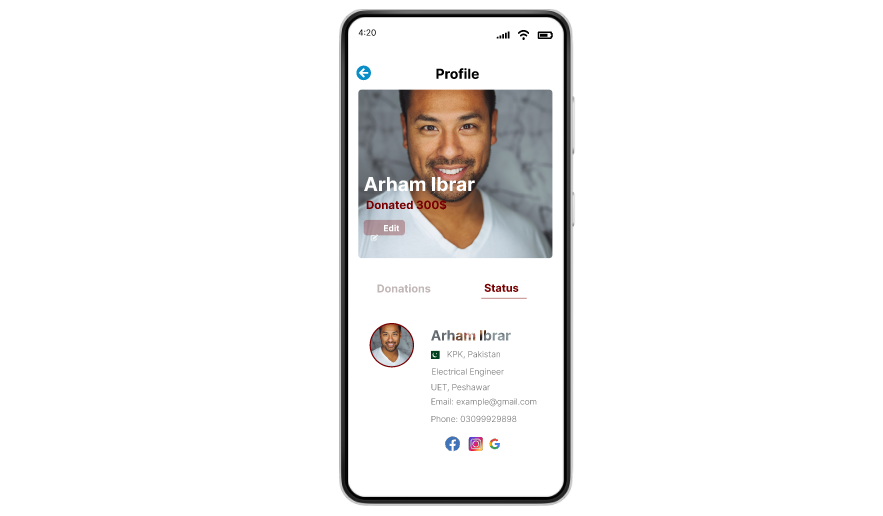 4:20
Profile
Arham Ibrar
Donated 300$
Edit
Donations
Status
Arham Ibrar
KPK, Pakistan
Electrical Engineer
UET, Peshawar
Email: example@gmail.com
Phone: 03099929898